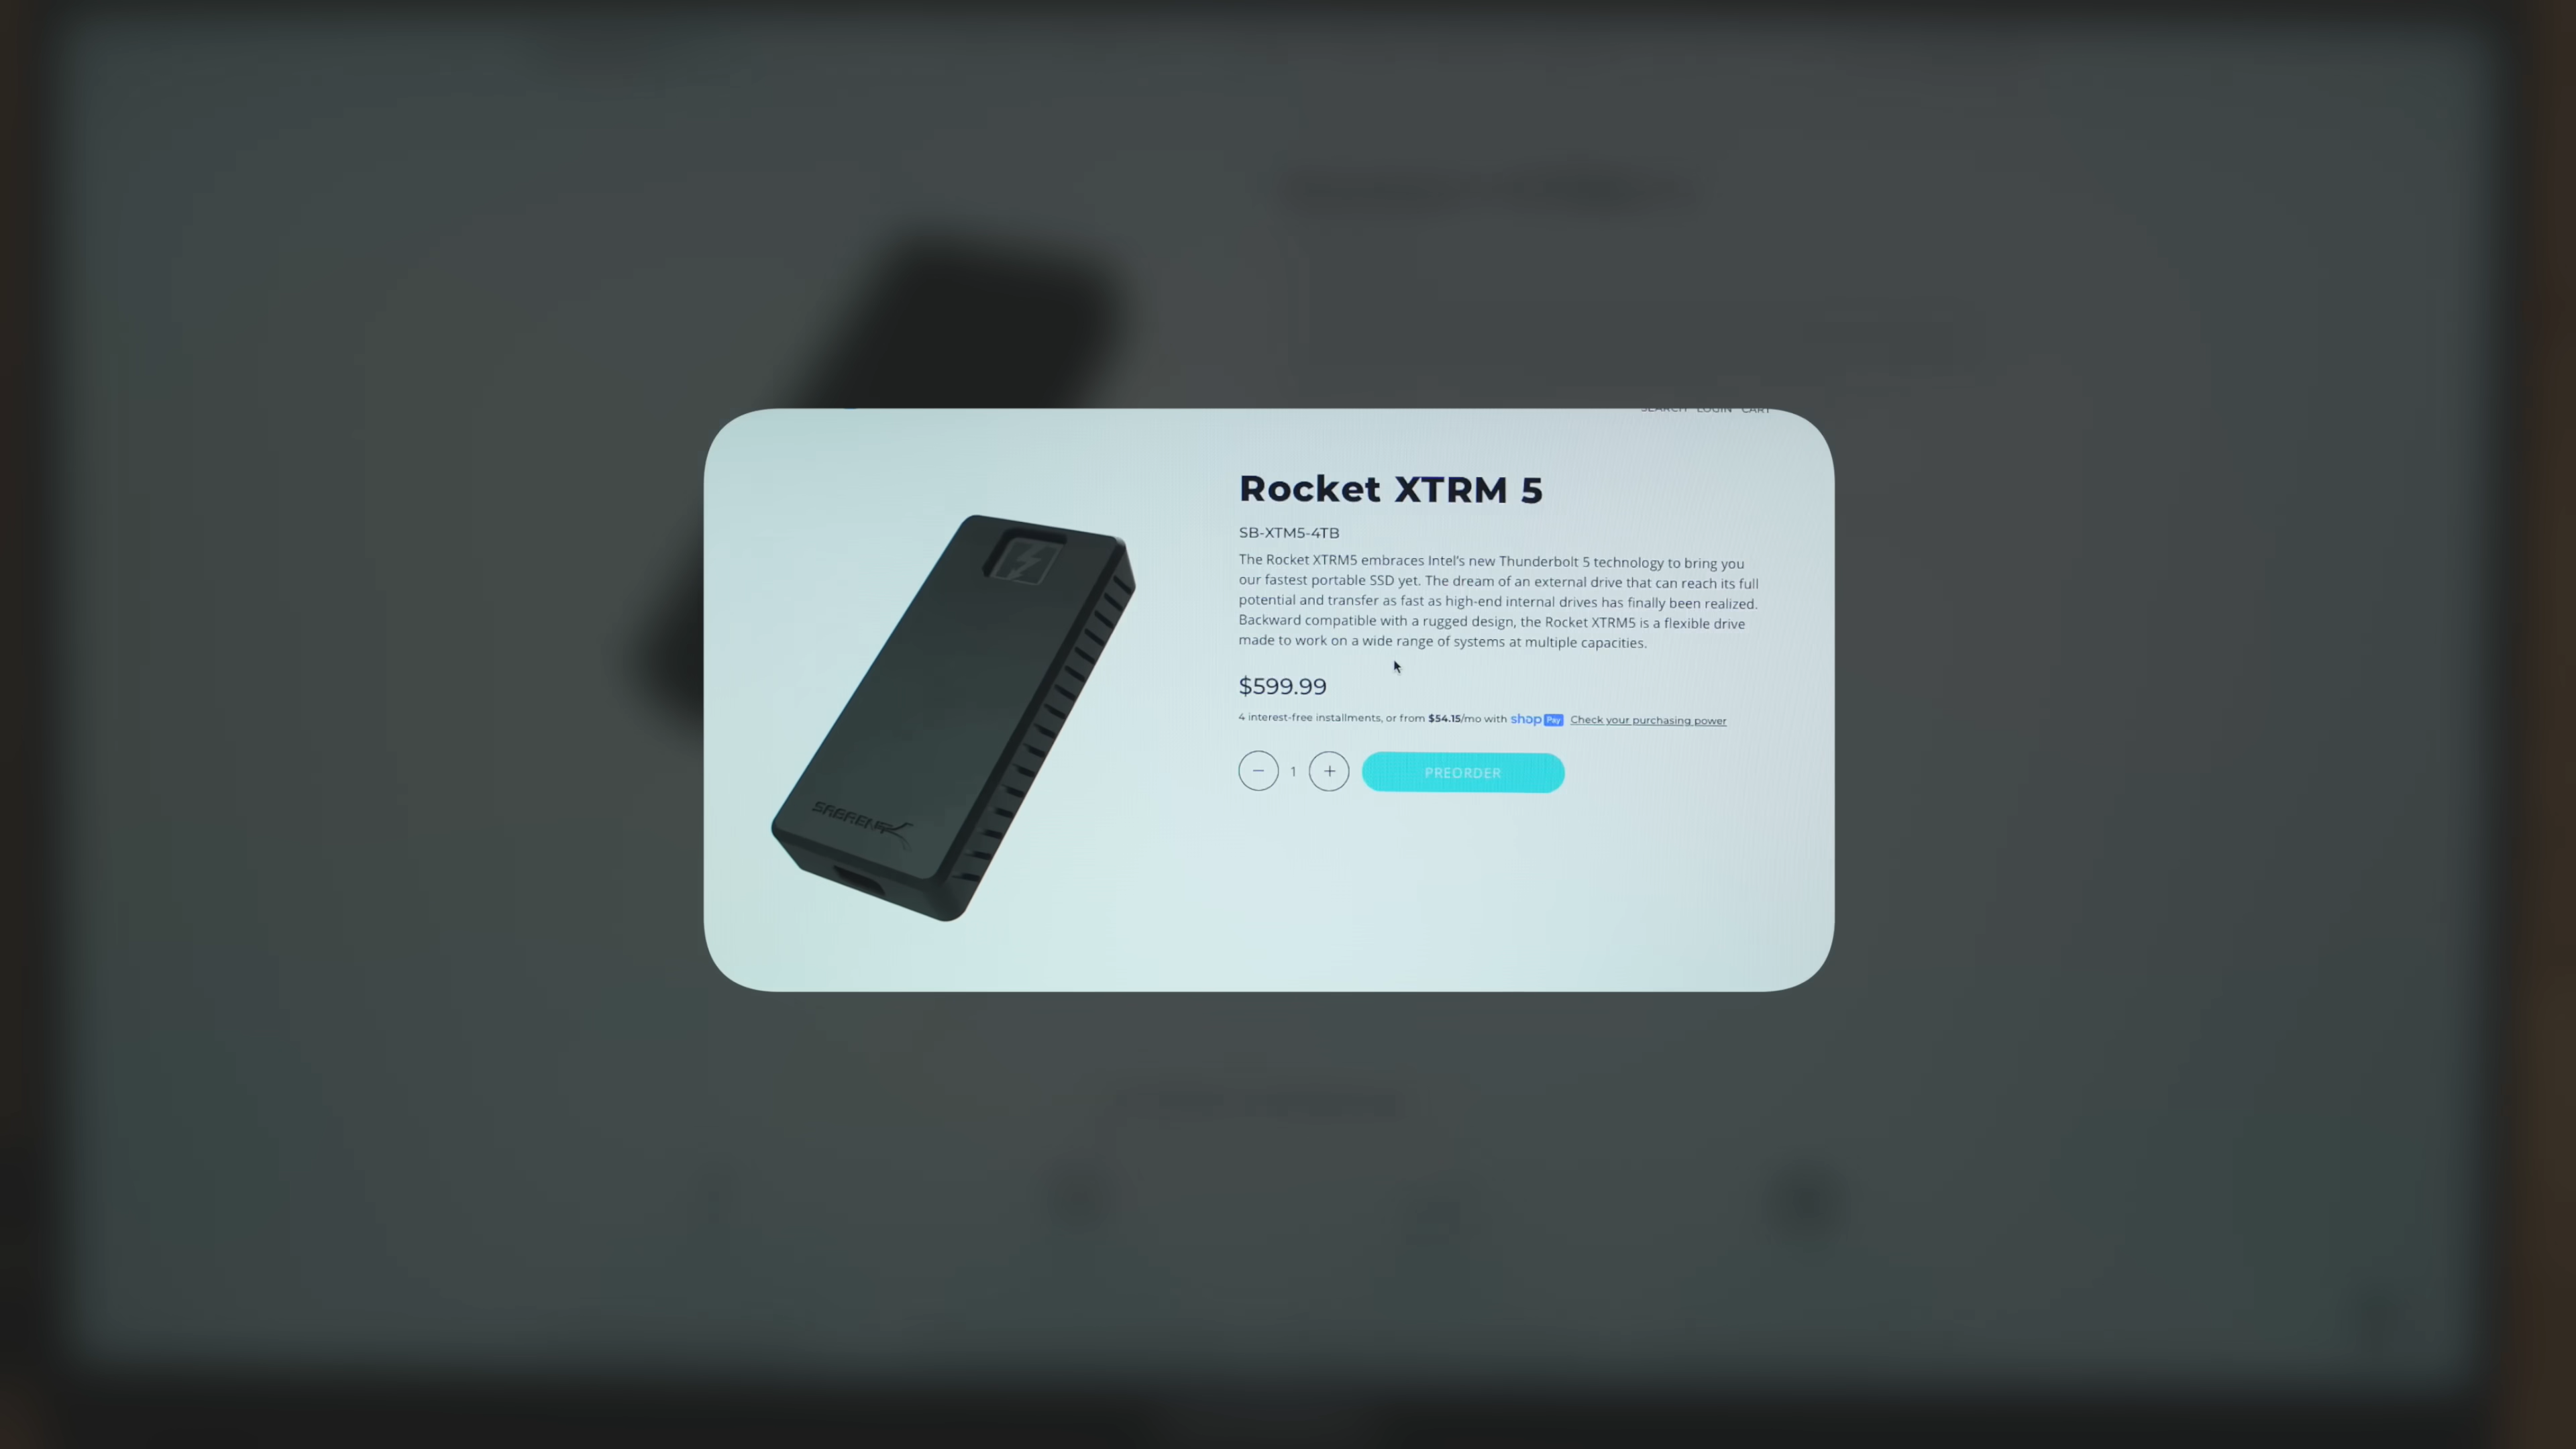 SEARCH LOGIN CART
Rocket XTRM 5
SB-XTM5-4TB
The Rocket XTRM5 embraces Intel's new Thunderbolt 5 technology to bring you
our fastest portable SSD yet. The dream of an external drive that can reach its full
potential and transfer as fast as high-end internal drives has finally been realized.
Backward compatible with a rugged design, the Rocket XTRM5 is a flexible drive
made to work on a wide range of systems at multiple capacities.
$599.99
4 interest-free installments, or from $54.15/mo with shop Pay Check your purchasing power
− 1 + PREORDER
SABRENT